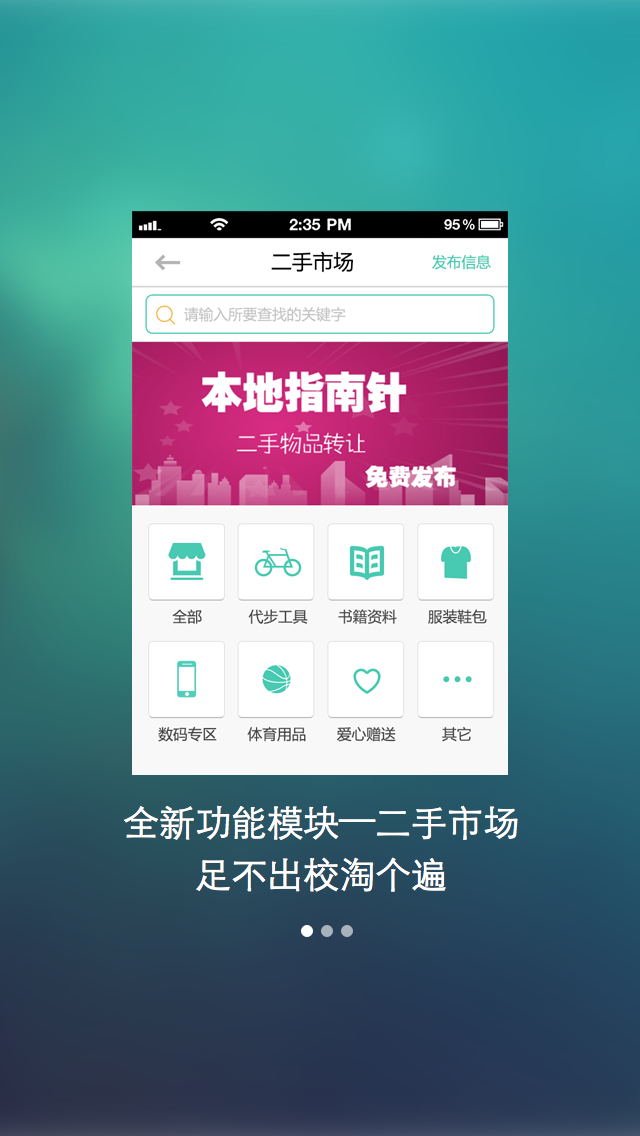 2:35 PM 95%
二手市场 发布信息
请输入所要查找的关键字
本地指南针
二手物品转让
免费发布
全部 代步工具 书籍资料 服装鞋包
数码专区 体育用品 爱心赠送 其它
全新功能模块一二手市场
足不出校淘个遍